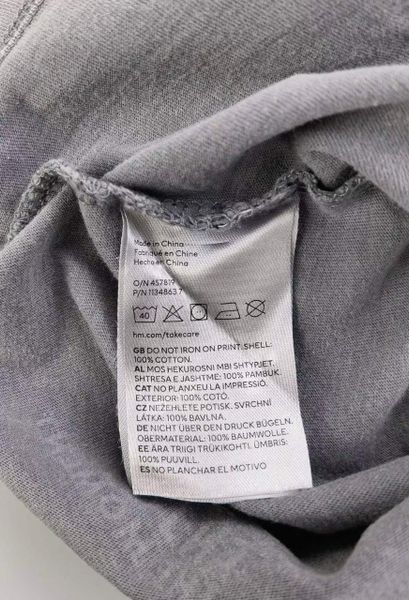 Made in China
Fabriqué en Chine
Hecho en China
O/N 457819
P/N 1134863.7
40
hm.com/takecare
GB DO NOT IRON ON PRINT. SHELL:
100% COTTON.
AL MOS HEKUROSNI MBI SHTYPJET.
SHTRESA E JASHTME: 100% PAMBUK.
CAT NO PLANXEU LA IMPRESSIÓ.
EXTERIOR: 100% COTÓ.
CZ NEŽEHLETE POTISK. SVRCHNÍ
LÁTKA: 100% BAVLNA.
DE NICHT ÜBER DEN DRUCK BÜGELN.
OBERMATERIAL: 100% BAUMWOLLE.
EE ÄRA TRIIGI TRÜKIKOHTI. ÜMBRIS:
100% PUUVILL.
ES NO PLANCHAR EL MOTIVO